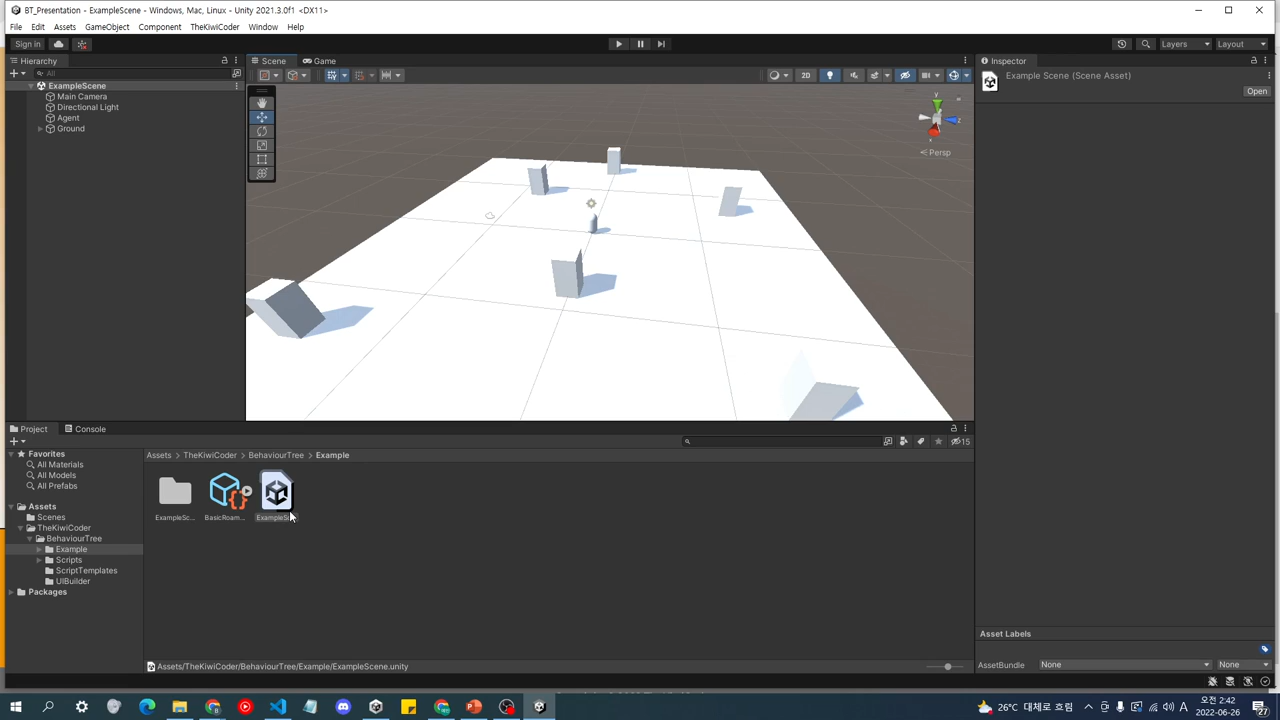 BT_Presentation - ExampleScene - Windows, Mac, Linux - Unity 2021.3.0f1 <DX11>
File Edit Assets GameObject Component TheKiwiCoder Window Help
Sign in Layers Layout
Hierarchy
All
ExampleScene
Main Camera
Directional Light
Agent
Ground
Scene Game
2D
y
z
x
Persp
Inspector
Example Scene (Scene Asset)
Open
Project Console
15
Favorites
All Materials
All Models
All Prefabs
Assets
Scenes
TheKiwiCoder
BehaviourTree
Example
Scripts
ScriptTemplates
UIBuilder
Packages
Assets > TheKiwiCoder > BehaviourTree > Example
ExampleSc... BasicRoam...
Assets/TheKiwiCoder/BehaviourTree/Example/ExampleScene.unity
Asset Labels
AssetBundle None None
26°C 대체로 흐림
A
오전 2:42
2022-06-26
27